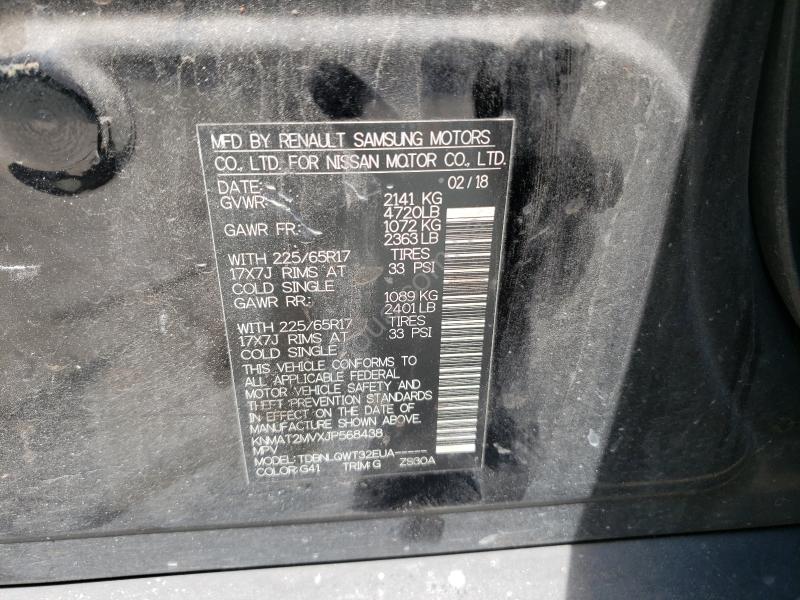 MFD BY RENAULT SAMSUNG MOTORS
CO., LTD. FOR NISSAN MOTOR CO., LTD.
DATE: 02/18
GVWR: 2141 KG
4720LB
GAWR FR: 1072 KG
2363 LB
WITH 225/65R17 TIRES
17X7J RIMS AT 33 PSI
COLD SINGLE
GAWR RR: 1089 KG
2401 LB
WITH 225/65R17 TIRES
17X7J RIMS AT 33 PSI
COLD SINGLE
THIS VEHICLE CONFORMS TO
ALL APPLICABLE FEDERAL
MOTOR VEHICLE SAFETY AND
THEFT PREVENTION STANDARDS
IN EFFECT ON THE DATE OF
MANUFACTURE SHOWN ABOVE.
KNMAT2MVXJP568438
MPV
MODEL: TDBNLQWT32EUA-----
COLOR:G41 TRIM:G ZS30A